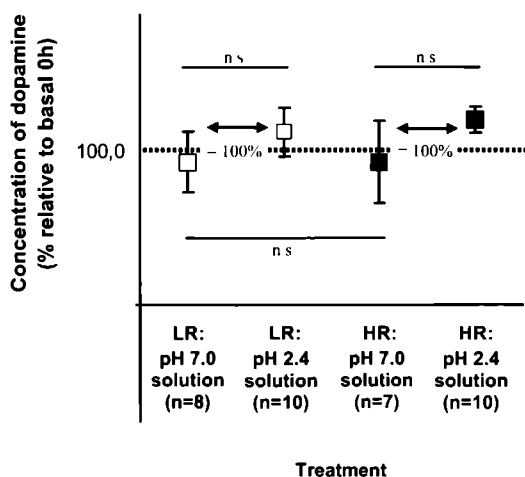 Concentration of dopamine
(% relative to basal 0h)
n s
n s
100,0
– 100%
– 100%
n s
LR:
pH 7.0
solution
(n=8)
LR:
pH 2.4
solution
(n=10)
HR:
pH 7.0
solution
(n=7)
HR:
pH 2.4
solution
(n=10)
Treatment